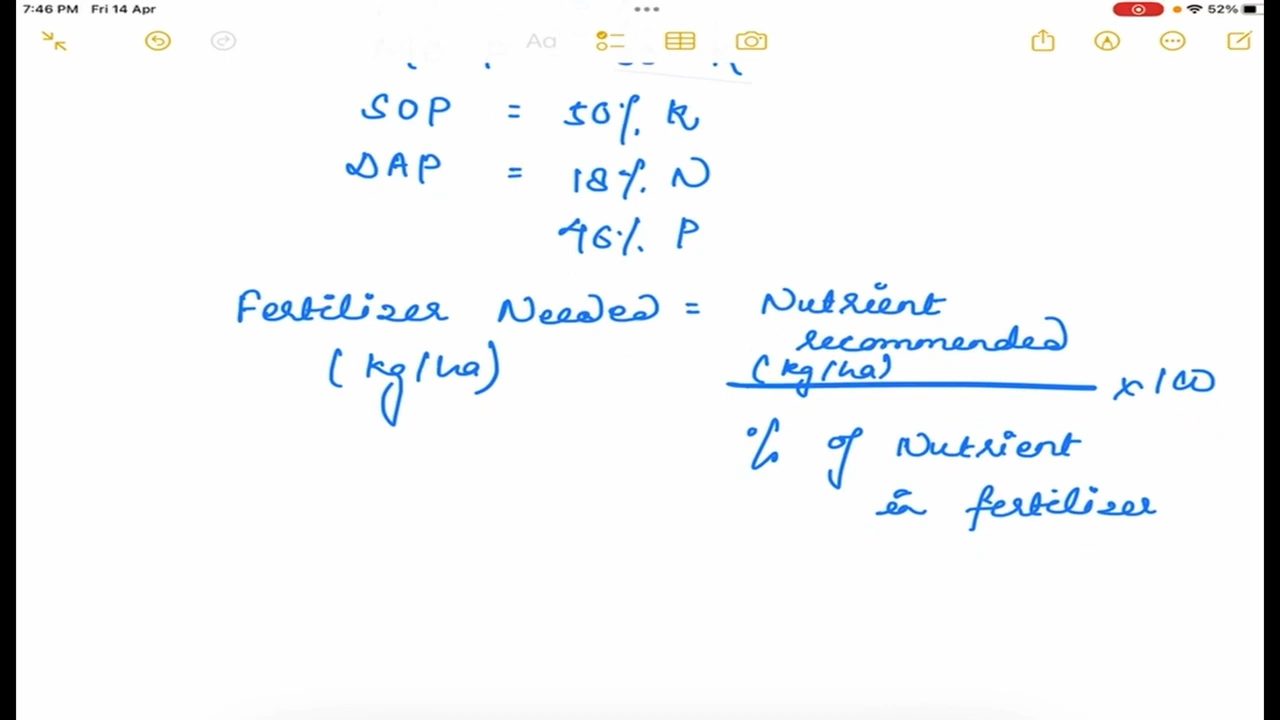 7:46 PM Fri 14 Apr
52%
Aa
SOP = 50% K
DAP = 18% N
46% P
Fertilizer Needed = Nutrient
recommended
(kg/ha) (kg/ha)
x 100
% of Nutrient
in fertilizer